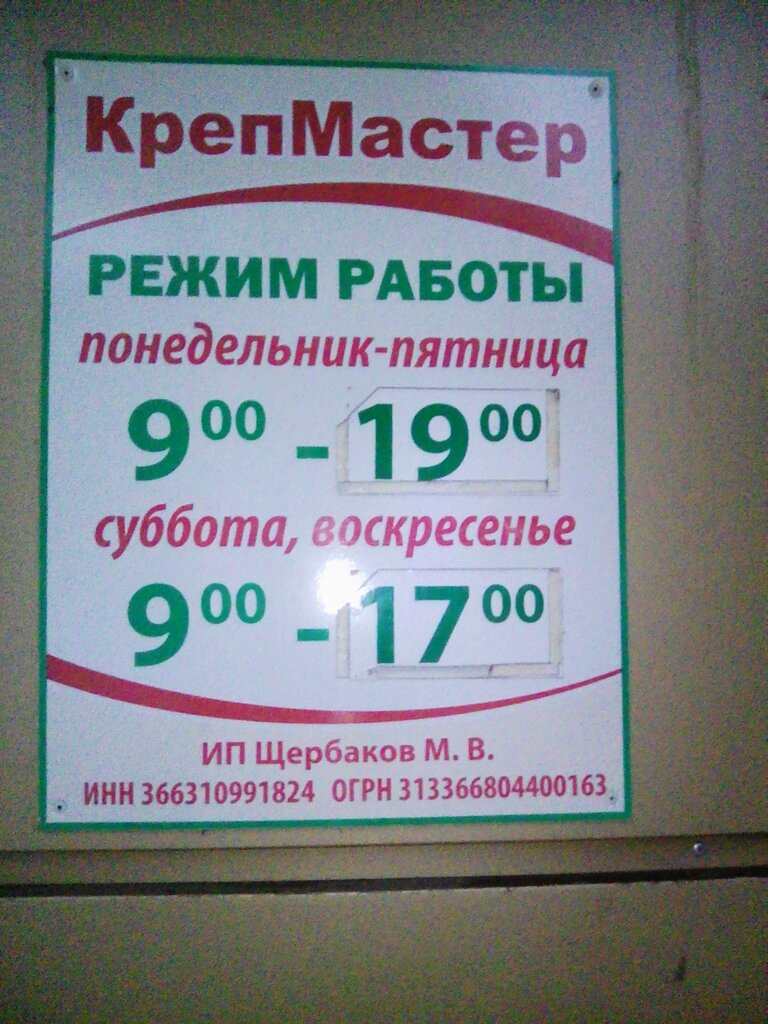 КрепМастер
РЕЖИМ РАБОТЫ
понедельник-пятница
9⁰⁰ - 19⁰⁰
суббота, воскресенье
9⁰⁰ - 17⁰⁰
ИП Щербаков М. В.
ИНН 366310991824 ОГРН 313366804400163